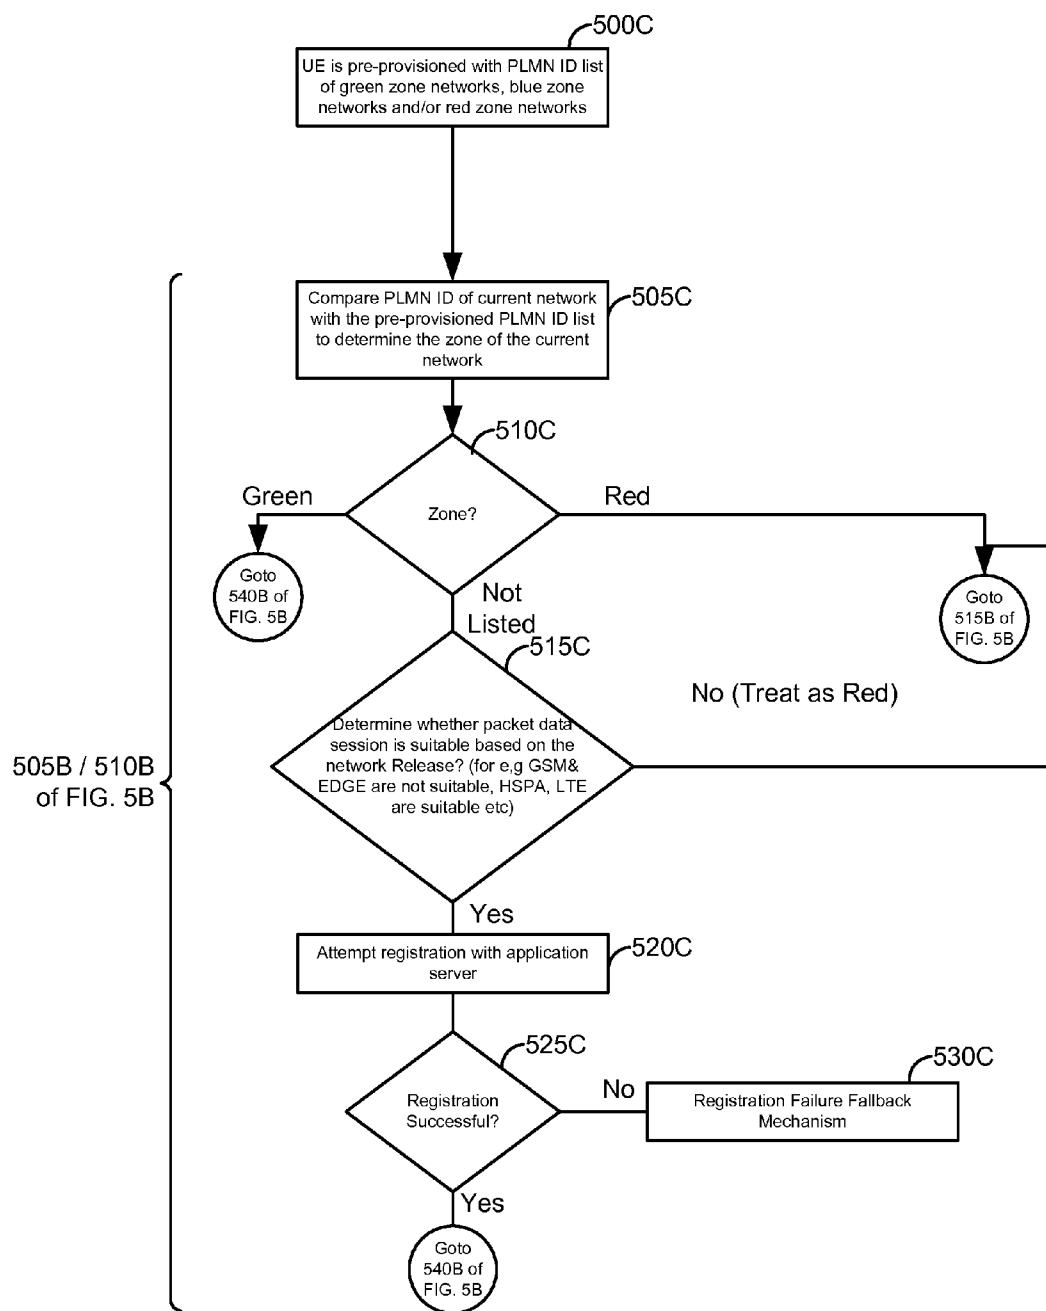 500C
UE is pre-provisioned with PLMN ID list
of green zone networks, blue zone
networks and/or red zone networks
505C
Compare PLMN ID of current network
with the pre-provisioned PLMN ID list
to determine the zone of the current
network
510C
Green
Zone?
Red
Goto
540B of
FIG. 5B
Not
Listed
Goto
515B of
FIG. 5B
515C
No (Treat as Red)
Determine whether packet data
session is suitable based on the
network Release? (for e,g GSM&
EDGE are not suitable, HSPA, LTE
are suitable etc)
505B / 510B
of FIG. 5B
Yes
Attempt registration with application
server
520C
525C
Registration
Successful?
No
530C
Registration Failure Fallback
Mechanism
Yes
Goto
540B of
FIG. 5B